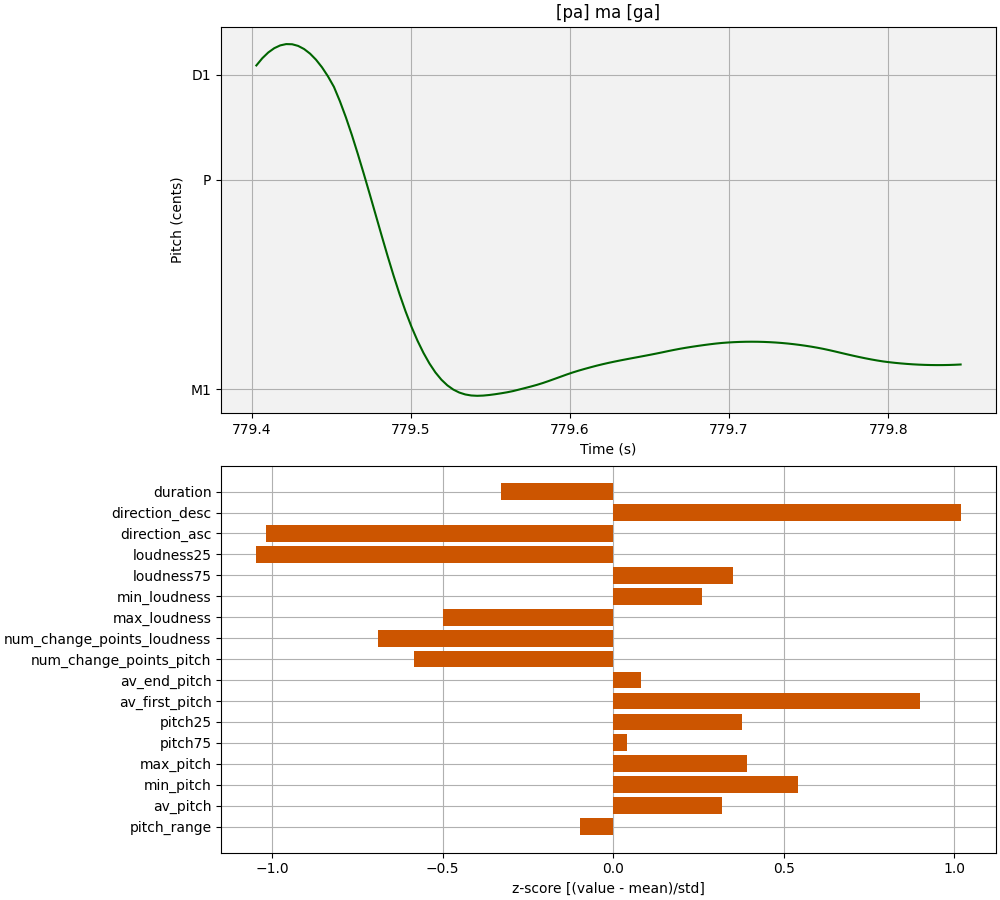 [pa] ma [ga]
D1
P
M1
Pitch (cents)
779.4 779.5 779.6 779.7 779.8
Time (s)
duration
direction_desc
direction_asc
loudness25
loudness75
min_loudness
max_loudness
num_change_points_loudness
num_change_points_pitch
av_end_pitch
av_first_pitch
pitch25
pitch75
max_pitch
min_pitch
av_pitch
pitch_range
−1.0 −0.5 0.0 0.5 1.0
z-score [(value - mean)/std]